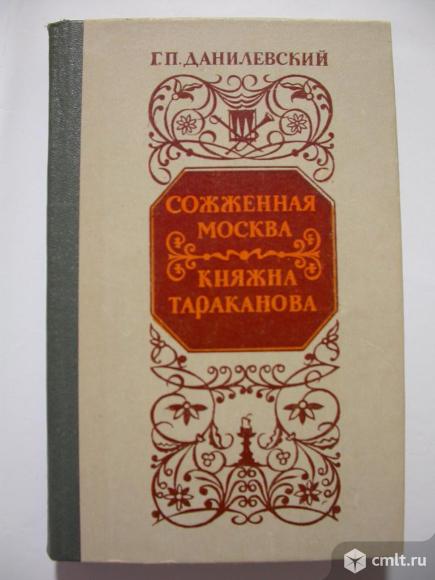 Г.П. ДАНИЛЕВСКИЙ
СОЖЖЕННАЯ
МОСКВА
КНЯЖНА
ТАРАКАНОВА
cmlt.ru